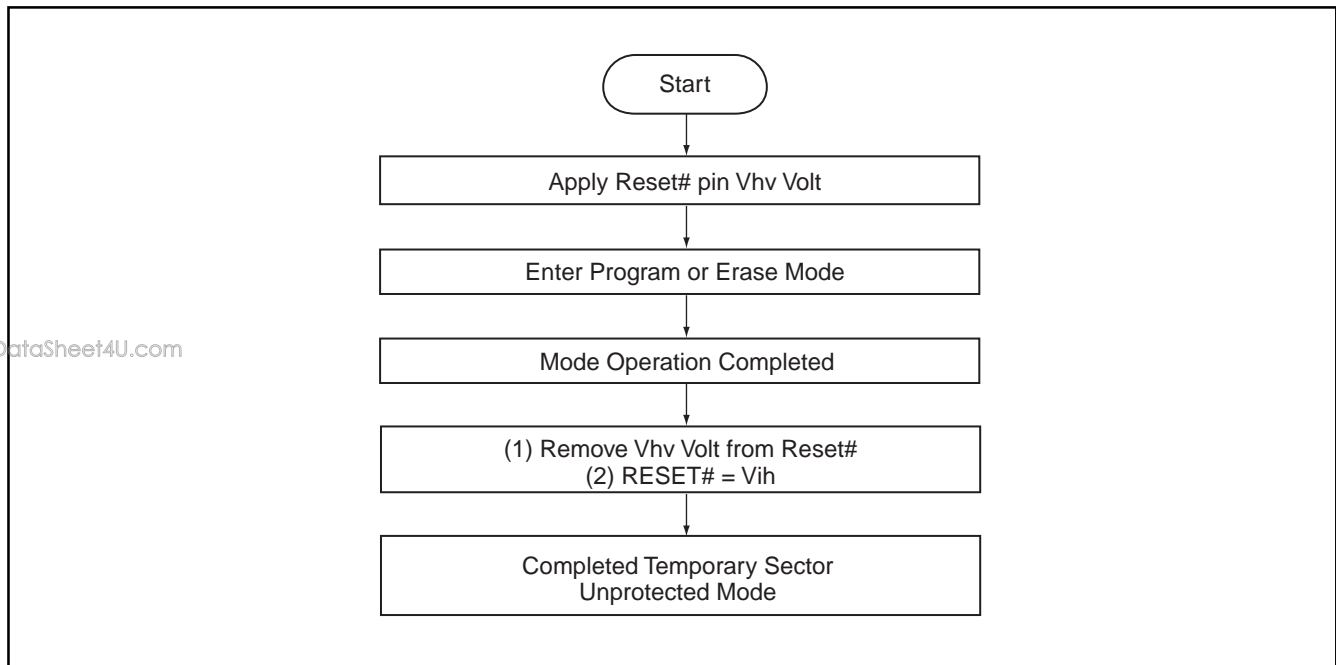 Start
Apply Reset# pin Vhv Volt
Enter Program or Erase Mode
DataSheet4U.com
Mode Operation Completed
(1) Remove Vhv Volt from Reset#
(2) RESET# = Vih
Completed Temporary Sector
Unprotected Mode